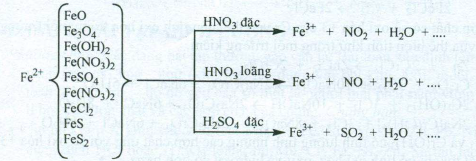 FeO
Fe3O4
Fe(OH)2
Fe(NO3)2
FeSO4
Fe(NO3)2
FeCl2
FeS
FeS2
Fe2+
HNO3 đặc
Fe3+ + NO2 + H2O + ....
HNO3 loãng
Fe3+ + NO + H2O + ....
H2SO4 đặc
Fe3+ + SO2 + H2O + ....